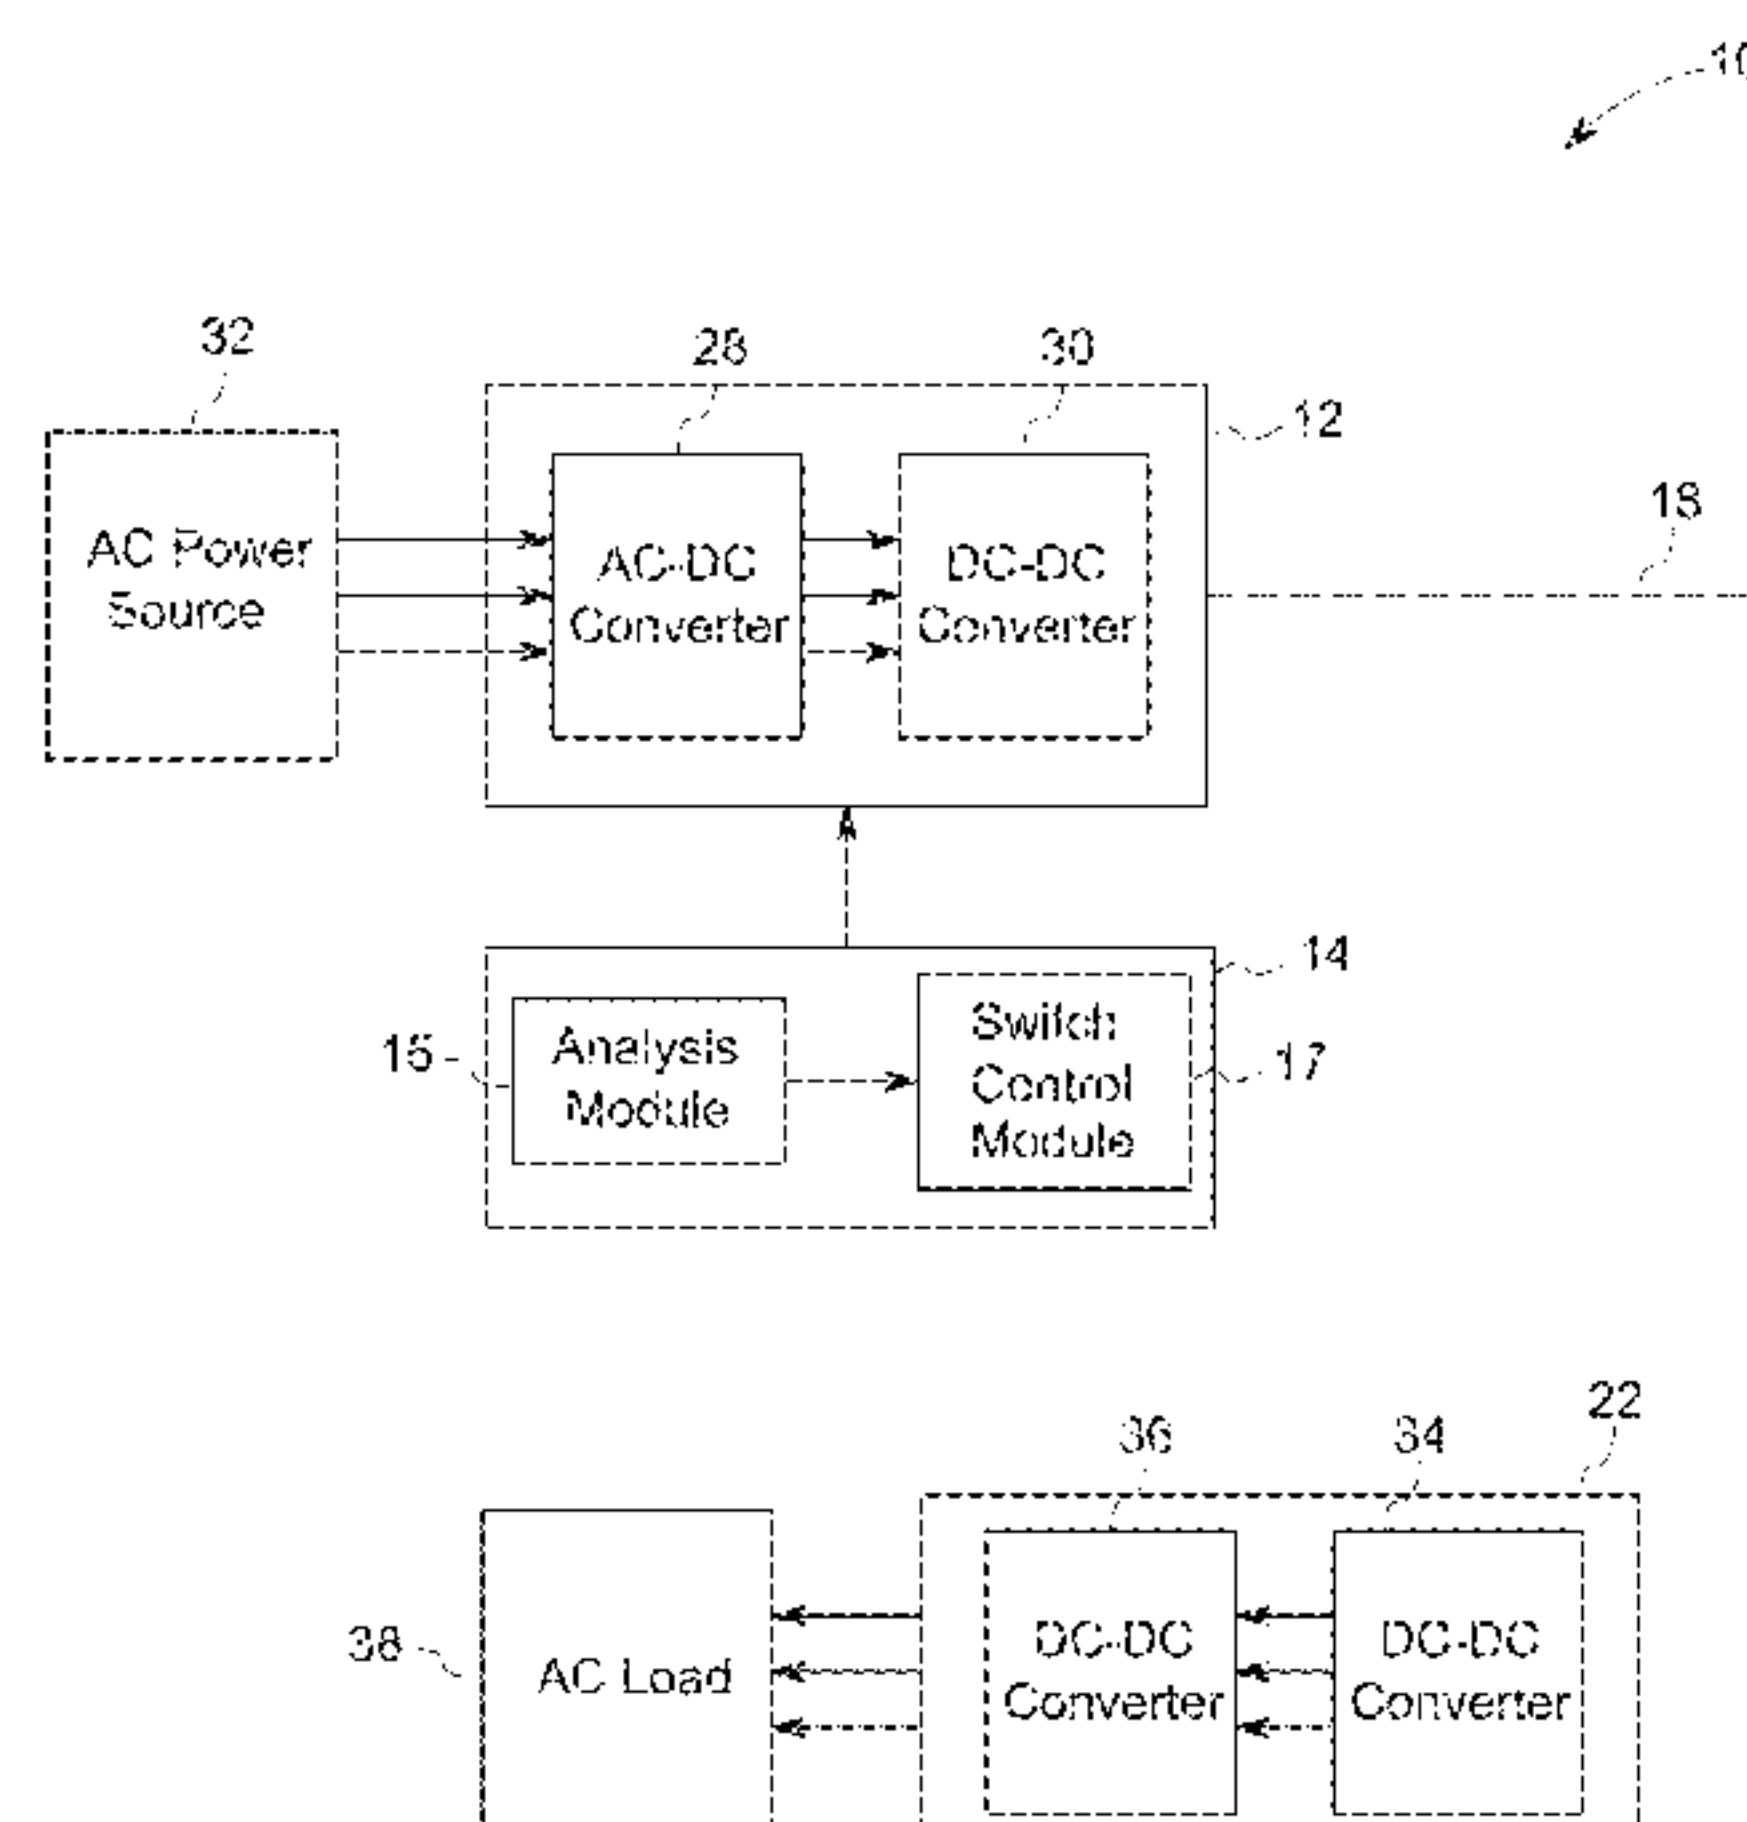 10
32
28
30
12
18
AC Power
Source
AC-DC
Converter
DC-DC
Converter
14
15
Analysis
Module
Switch
Control
Module
17
22
36
34
38
AC Load
DC-DC
Converter
DC-DC
Converter